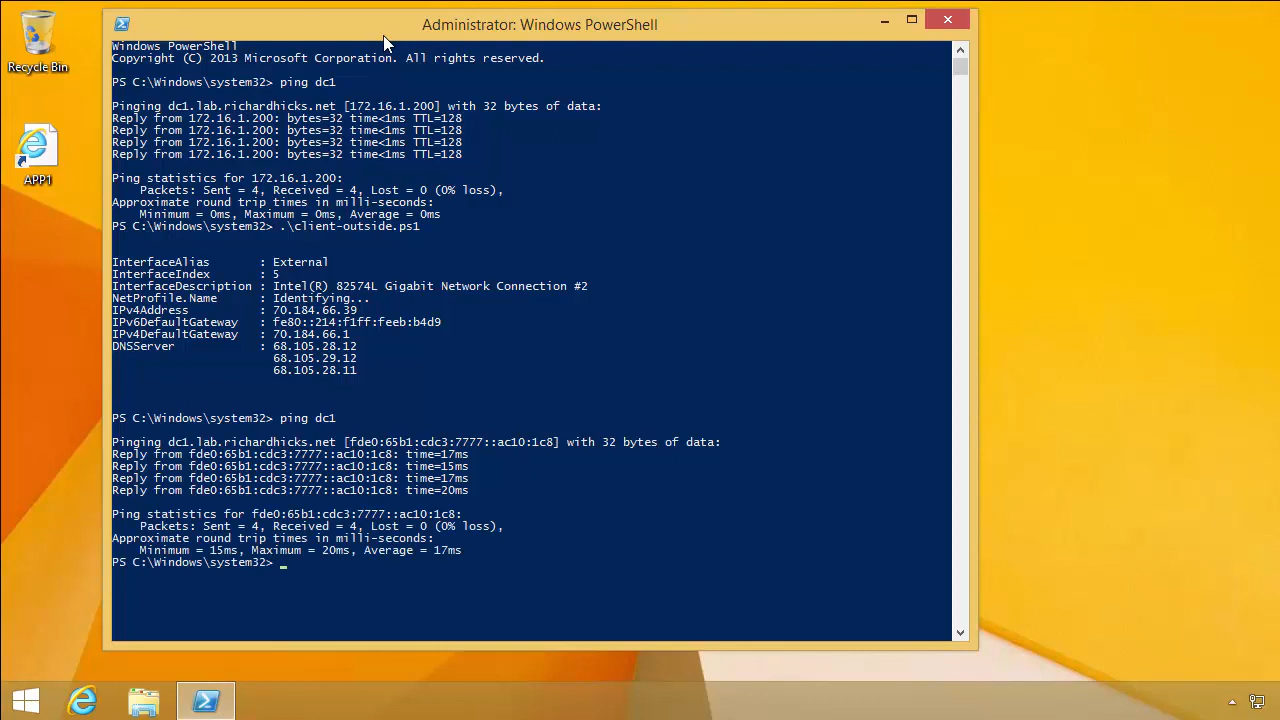 Administrator: Windows PowerShell
Recycle Bin
APP1
Windows PowerShell
Copyright (C) 2013 Microsoft Corporation. All rights reserved.
PS C:\Windows\system32> ping dc1
Pinging dc1.lab.richardhicks.net [172.16.1.200] with 32 bytes of data:
Reply from 172.16.1.200: bytes=32 time<1ms TTL=128
Reply from 172.16.1.200: bytes=32 time<1ms TTL=128
Reply from 172.16.1.200: bytes=32 time<1ms TTL=128
Reply from 172.16.1.200: bytes=32 time<1ms TTL=128
Ping statistics for 172.16.1.200:
Packets: Sent = 4, Received = 4, Lost = 0 (0% loss),
Approximate round trip times in milli-seconds:
Minimum = 0ms, Maximum = 0ms, Average = 0ms
PS C:\Windows\system32> .\client-outside.ps1
InterfaceAlias : External
InterfaceIndex : 5
InterfaceDescription : Intel(R) 82574L Gigabit Network Connection #2
NetProfile.Name : Identifying...
IPv4Address : 70.184.66.39
IPv6DefaultGateway : fe80::214:f1ff:feeb:b4d9
IPv4DefaultGateway : 70.184.66.1
DNSServer : 68.105.28.12
68.105.29.12
68.105.28.11
PS C:\Windows\system32> ping dc1
Pinging dc1.lab.richardhicks.net [fde0:65b1:cdc3:7777::ac10:1c8] with 32 bytes of data:
Reply from fde0:65b1:cdc3:7777::ac10:1c8: time=17ms
Reply from fde0:65b1:cdc3:7777::ac10:1c8: time=15ms
Reply from fde0:65b1:cdc3:7777::ac10:1c8: time=17ms
Reply from fde0:65b1:cdc3:7777::ac10:1c8: time=20ms
Ping statistics for fde0:65b1:cdc3:7777::ac10:1c8:
Packets: Sent = 4, Received = 4, Lost = 0 (0% loss),
Approximate round trip times in milli-seconds:
Minimum = 15ms, Maximum = 20ms, Average = 17ms
PS C:\Windows\system32>